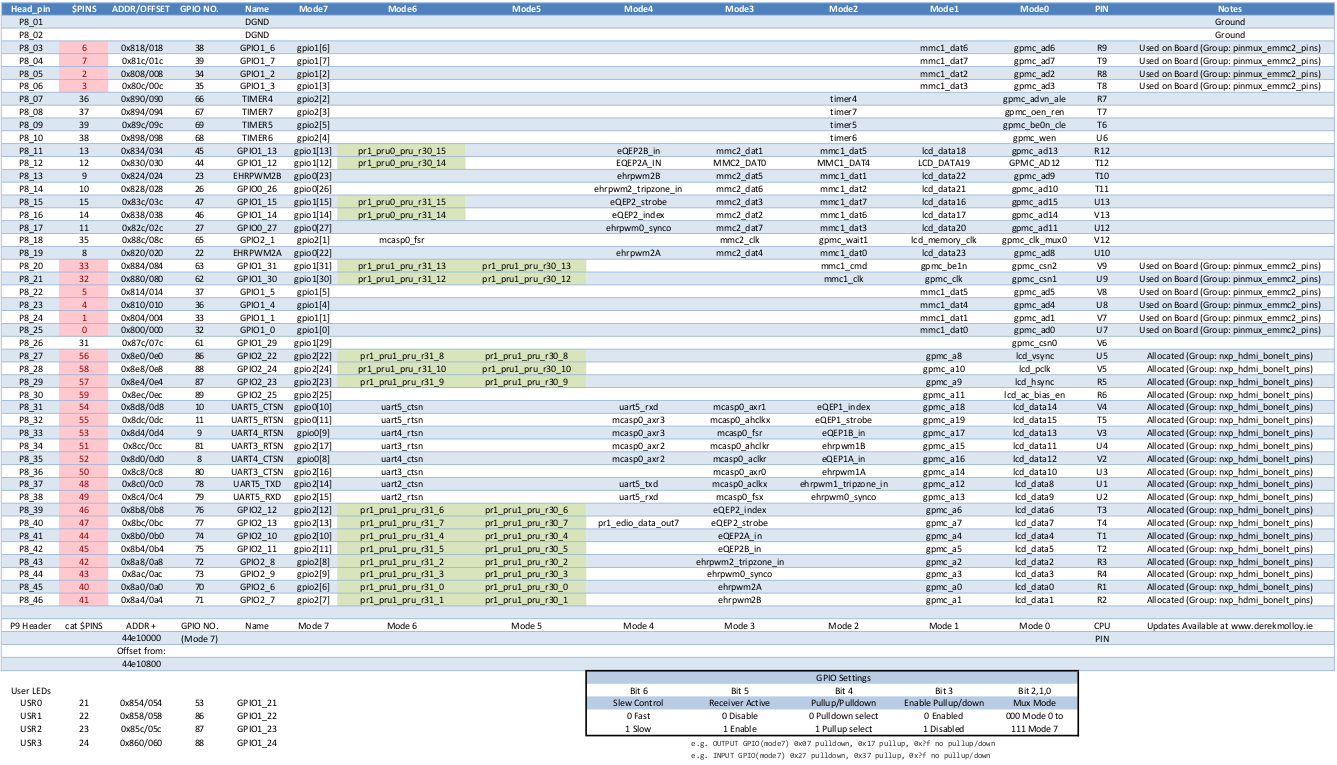 Head_pin $PINS ADDR/OFFSET GPIO NO. Name Mode7 Mode6 Mode5 Mode4 Mode3 Mode2 Mode1 Mode0 PIN Notes
P8_01 DGND Ground
P8_02 DGND Ground
P8_03 6 0x818/018 38 GPIO1_6 gpio1[6] mmc1_dat6 gpmc_ad6 R9 Used on Board (Group: pinmux_emmc2_pins)
P8_04 7 0x81c/01c 39 GPIO1_7 gpio1[7] mmc1_dat7 gpmc_ad7 T9 Used on Board (Group: pinmux_emmc2_pins)
P8_05 2 0x808/008 34 GPIO1_2 gpio1[2] mmc1_dat2 gpmc_ad2 R8 Used on Board (Group: pinmux_emmc2_pins)
P8_06 3 0x80c/00c 35 GPIO1_3 gpio1[3] mmc1_dat3 gpmc_ad3 T8 Used on Board (Group: pinmux_emmc2_pins)
P8_07 36 0x890/090 66 TIMER4 gpio2[2] timer4 gpmc_advn_ale R7
P8_08 37 0x894/094 67 TIMER7 gpio2[3] timer7 gpmc_oen_ren T7
P8_09 39 0x89c/09c 69 TIMER5 gpio2[5] timer5 gpmc_be0n_cle T6
P8_10 38 0x898/098 68 TIMER6 gpio2[4] timer6 gpmc_wen U6
P8_11 13 0x834/034 45 GPIO1_13 gpio1[13] pr1_pru0_pru_r30_15 eQEP2B_in mmc2_dat1 mmc1_dat5 lcd_data18 gpmc_ad13 R12
P8_12 12 0x830/030 44 GPIO1_12 gpio1[12] pr1_pru0_pru_r30_14 EQEP2A_IN MMC2_DAT0 MMC1_DAT4 LCD_DATA19 GPMC_AD12 T12
P8_13 9 0x824/024 23 EHRPWM2B gpio0[23] ehrpwm2B mmc2_dat5 mmc1_dat1 lcd_data22 gpmc_ad9 T10
P8_14 10 0x828/028 26 GPIO0_26 gpio0[26] ehrpwm2_tripzone_in mmc2_dat6 mmc1_dat2 lcd_data21 gpmc_ad10 T11
P8_15 15 0x83c/03c 47 GPIO1_15 gpio1[15] pr1_pru0_pru_r31_15 eQEP2_strobe mmc2_dat3 mmc1_dat7 lcd_data16 gpmc_ad15 U13
P8_16 14 0x838/038 46 GPIO1_14 gpio1[14] pr1_pru0_pru_r31_14 eQEP2_index mmc2_dat2 mmc1_dat6 lcd_data17 gpmc_ad14 V13
P8_17 11 0x82c/02c 27 GPIO0_27 gpio0[27] ehrpwm0_synco mmc2_dat7 mmc1_dat3 lcd_data20 gpmc_ad11 U12
P8_18 35 0x88c/08c 65 GPIO2_1 gpio2[1] mcasp0_fsr mmc2_clk gpmc_wait1 lcd_memory_clk gpmc_clk_mux0 V12
P8_19 8 0x820/020 22 EHRPWM2A gpio0[22] ehrpwm2A mmc2_dat4 mmc1_dat0 lcd_data23 gpmc_ad8 U10
P8_20 33 0x884/084 63 GPIO1_31 gpio1[31] pr1_pru1_pru_r31_13 pr1_pru1_pru_r30_13 mmc1_cmd gpmc_be1n gpmc_csn2 V9 Used on Board (Group: pinmux_emmc2_pins)
P8_21 32 0x880/080 62 GPIO1_30 gpio1[30] pr1_pru1_pru_r31_12 pr1_pru1_pru_r30_12 mmc1_clk gpmc_clk gpmc_csn1 U9 Used on Board (Group: pinmux_emmc2_pins)
P8_22 5 0x814/014 37 GPIO1_5 gpio1[5] mmc1_dat5 gpmc_ad5 V8 Used on Board (Group: pinmux_emmc2_pins)
P8_23 4 0x810/010 36 GPIO1_4 gpio1[4] mmc1_dat4 gpmc_ad4 U8 Used on Board (Group: pinmux_emmc2_pins)
P8_24 1 0x804/004 33 GPIO1_1 gpio1[1] mmc1_dat1 gpmc_ad1 V7 Used on Board (Group: pinmux_emmc2_pins)
P8_25 0 0x800/000 32 GPIO1_0 gpio1[0] mmc1_dat0 gpmc_ad0 U7 Used on Board (Group: pinmux_emmc2_pins)
P8_26 31 0x87c/07c 61 GPIO1_29 gpio1[29] gpmc_csn0 V6
P8_27 56 0x8e0/0e0 86 GPIO2_22 gpio2[22] pr1_pru1_pru_r31_8 pr1_pru1_pru_r30_8 gpmc_a8 lcd_vsync U5 Allocated (Group: nxp_hdmi_bonelt_pins)
P8_28 58 0x8e8/0e8 88 GPIO2_24 gpio2[24] pr1_pru1_pru_r31_10 pr1_pru1_pru_r30_10 gpmc_a10 lcd_pclk V5 Allocated (Group: nxp_hdmi_bonelt_pins)
P8_29 57 0x8e4/0e4 87 GPIO2_23 gpio2[23] pr1_pru1_pru_r31_9 pr1_pru1_pru_r30_9 gpmc_a9 lcd_hsync R5 Allocated (Group: nxp_hdmi_bonelt_pins)
P8_30 59 0x8ec/0ec 89 GPIO2_25 gpio2[25] gpmc_a11 lcd_ac_bias_en R6 Allocated (Group: nxp_hdmi_bonelt_pins)
P8_31 54 0x8d8/0d8 10 UART5_CTSN gpio0[10] uart5_ctsn uart5_rxd mcasp0_axr1 eQEP1_index gpmc_a18 lcd_data14 V4 Allocated (Group: nxp_hdmi_bonelt_pins)
P8_32 55 0x8dc/0dc 11 UART5_RTSN gpio0[11] uart5_rtsn mcasp0_axr3 mcasp0_ahclkx eQEP1_strobe gpmc_a19 lcd_data15 T5 Allocated (Group: nxp_hdmi_bonelt_pins)
P8_33 53 0x8d4/0d4 9 UART4_RTSN gpio0[9] uart4_rtsn mcasp0_axr3 mcasp0_fsr eQEP1B_in gpmc_a17 lcd_data13 V3 Allocated (Group: nxp_hdmi_bonelt_pins)
P8_34 51 0x8cc/0cc 81 UART3_RTSN gpio2[17] uart3_rtsn mcasp0_axr2 mcasp0_ahclkr ehrpwm1B gpmc_a15 lcd_data11 U4 Allocated (Group: nxp_hdmi_bonelt_pins)
P8_35 52 0x8d0/0d0 8 UART4_CTSN gpio0[8] uart4_ctsn mcasp0_axr2 mcasp0_aclkr eQEP1A_in gpmc_a16 lcd_data12 V2 Allocated (Group: nxp_hdmi_bonelt_pins)
P8_36 50 0x8c8/0c8 80 UART3_CTSN gpio2[16] uart3_ctsn mcasp0_axr0 ehrpwm1A gpmc_a14 lcd_data10 U3 Allocated (Group: nxp_hdmi_bonelt_pins)
P8_37 48 0x8c0/0c0 78 UART5_TXD gpio2[14] uart2_ctsn uart5_txd mcasp0_aclkx ehrpwm1_tripzone_in gpmc_a12 lcd_data8 U1 Allocated (Group: nxp_hdmi_bonelt_pins)
P8_38 49 0x8c4/0c4 79 UART5_RXD gpio2[15] uart2_rtsn uart5_rxd mcasp0_fsx ehrpwm0_synco gpmc_a13 lcd_data9 U2 Allocated (Group: nxp_hdmi_bonelt_pins)
P8_39 46 0x8b8/0b8 76 GPIO2_12 gpio2[12] pr1_pru1_pru_r31_6 pr1_pru1_pru_r30_6 eQEP2_index gpmc_a6 lcd_data6 T3 Allocated (Group: nxp_hdmi_bonelt_pins)
P8_40 47 0x8bc/0bc 77 GPIO2_13 gpio2[13] pr1_pru1_pru_r31_7 pr1_pru1_pru_r30_7 pr1_edio_data_out7 eQEP2_strobe gpmc_a7 lcd_data7 T4 Allocated (Group: nxp_hdmi_bonelt_pins)
P8_41 44 0x8b0/0b0 74 GPIO2_10 gpio2[10] pr1_pru1_pru_r31_4 pr1_pru1_pru_r30_4 eQEP2A_in gpmc_a4 lcd_data4 T1 Allocated (Group: nxp_hdmi_bonelt_pins)
P8_42 45 0x8b4/0b4 75 GPIO2_11 gpio2[11] pr1_pru1_pru_r31_5 pr1_pru1_pru_r30_5 eQEP2B_in gpmc_a5 lcd_data5 T2 Allocated (Group: nxp_hdmi_bonelt_pins)
P8_43 42 0x8a8/0a8 72 GPIO2_8 gpio2[8] pr1_pru1_pru_r31_2 pr1_pru1_pru_r30_2 ehrpwm2_tripzone_in gpmc_a2 lcd_data2 R3 Allocated (Group: nxp_hdmi_bonelt_pins)
P8_44 43 0x8ac/0ac 73 GPIO2_9 gpio2[9] pr1_pru1_pru_r31_3 pr1_pru1_pru_r30_3 ehrpwm0_synco gpmc_a3 lcd_data3 R4 Allocated (Group: nxp_hdmi_bonelt_pins)
P8_45 40 0x8a0/0a0 70 GPIO2_6 gpio2[6] pr1_pru1_pru_r31_0 pr1_pru1_pru_r30_0 ehrpwm2A gpmc_a0 lcd_data0 R1 Allocated (Group: nxp_hdmi_bonelt_pins)
P8_46 41 0x8a4/0a4 71 GPIO2_7 gpio2[7] pr1_pru1_pru_r31_1 pr1_pru1_pru_r30_1 ehrpwm2B gpmc_a1 lcd_data1 R2 Allocated (Group: nxp_hdmi_bonelt_pins)
P9 Header cat $PINS ADDR + GPIO NO. Name Mode 7 Mode 6 Mode 5 Mode 4 Mode 3 Mode 2 Mode 1 Mode 0 CPU Updates Available at www.derekmolloy.ie
44e10000 (Mode 7) PIN
Offset from:
44e10800
GPIO Settings
User LEDs Bit 6 Bit 5 Bit 4 Bit 3 Bit 2,1,0
USR0 21 0x854/054 53 GPIO1_21 Slew Control Receiver Active Pullup/Pulldown Enable Pullup/down Mux Mode
USR1 22 0x858/058 86 GPIO1_22 0 Fast 0 Disable 0 Pulldown select 0 Enabled 000 Mode 0 to
USR2 23 0x85c/05c 87 GPIO1_23 1 Slow 1 Enable 1 Pullup select 1 Disabled 111 Mode 7
USR3 24 0x860/060 88 GPIO1_24 e.g. OUTPUT GPIO(mode7) 0x07 pulldown, 0x17 pullup, 0x?f no pullup/down
e.g. INPUT GPIO(mode7) 0x27 pulldown, 0x37 pullup, 0x?f no pullup/down